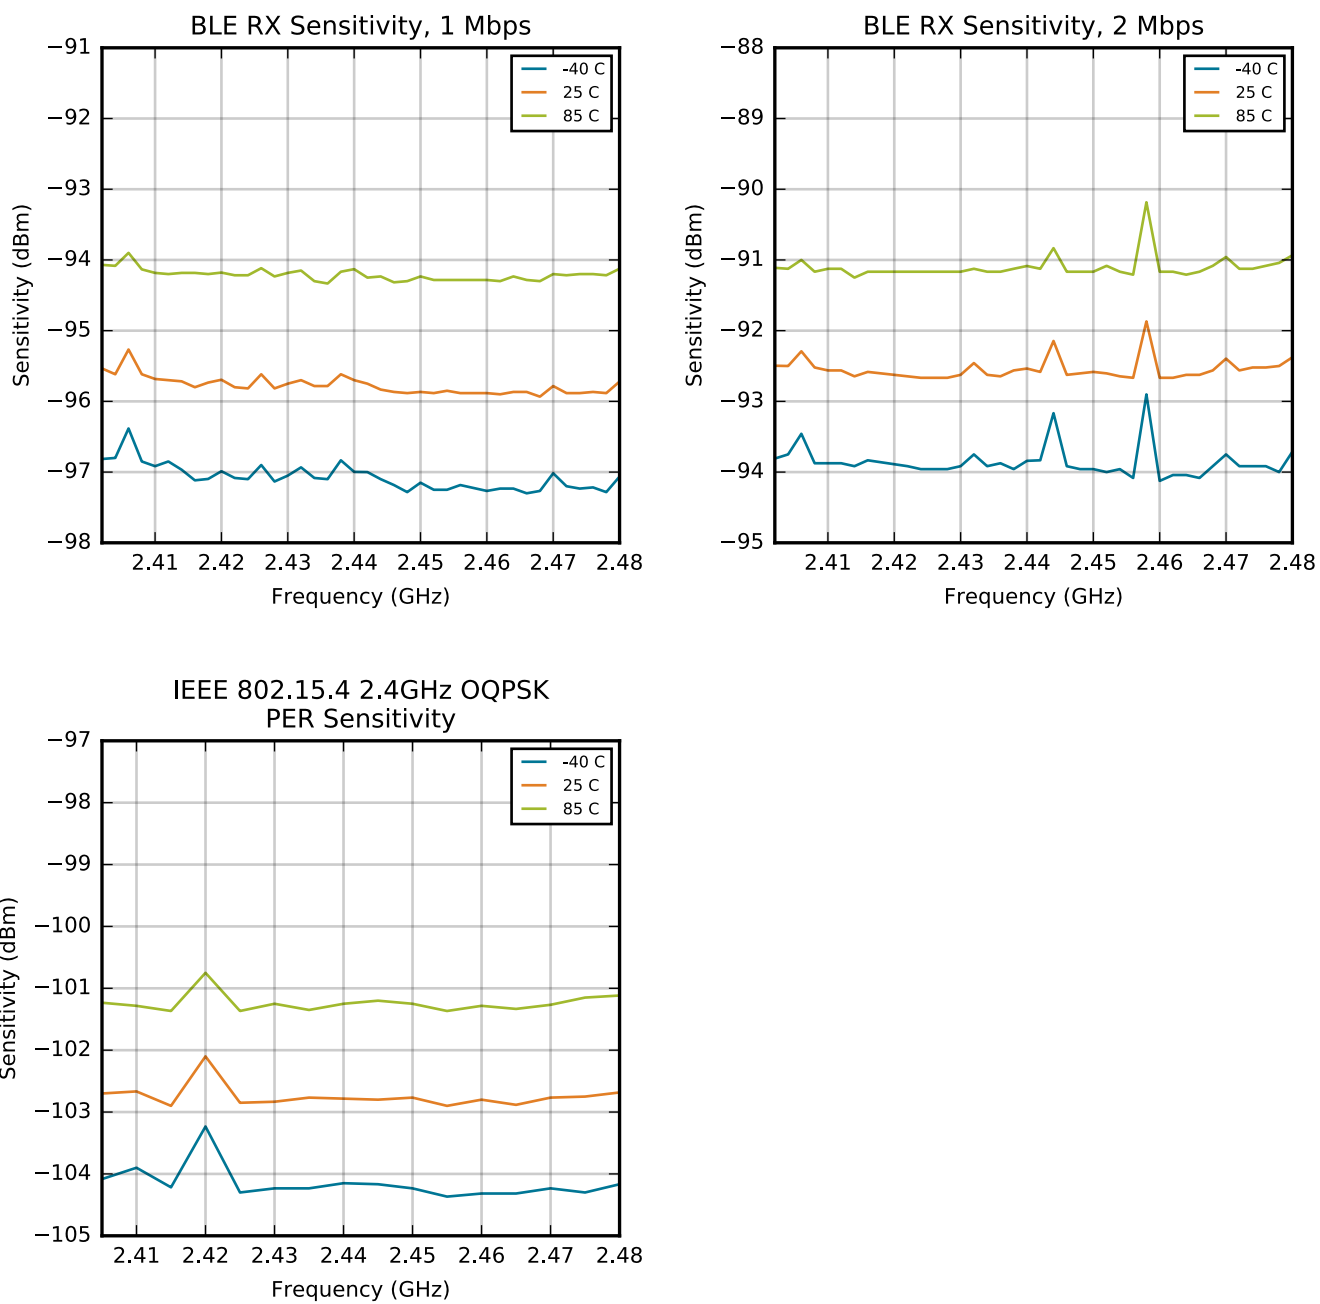 BLE RX Sensitivity, 1 Mbps
−91
−92
−93
−94
−95
−96
−97
−98
Sensitivity (dBm)
-40 C
25 C
85 C
2.41 2.42 2.43 2.44 2.45 2.46 2.47 2.48
Frequency (GHz)
BLE RX Sensitivity, 2 Mbps
−88
−89
−90
−91
−92
−93
−94
−95
Sensitivity (dBm)
-40 C
25 C
85 C
2.41 2.42 2.43 2.44 2.45 2.46 2.47 2.48
Frequency (GHz)
IEEE 802.15.4 2.4GHz OQPSK
PER Sensitivity
−97
−98
−99
−100
−101
−102
−103
−104
−105
Sensitivity (dBm)
-40 C
25 C
85 C
2.41 2.42 2.43 2.44 2.45 2.46 2.47 2.48
Frequency (GHz)